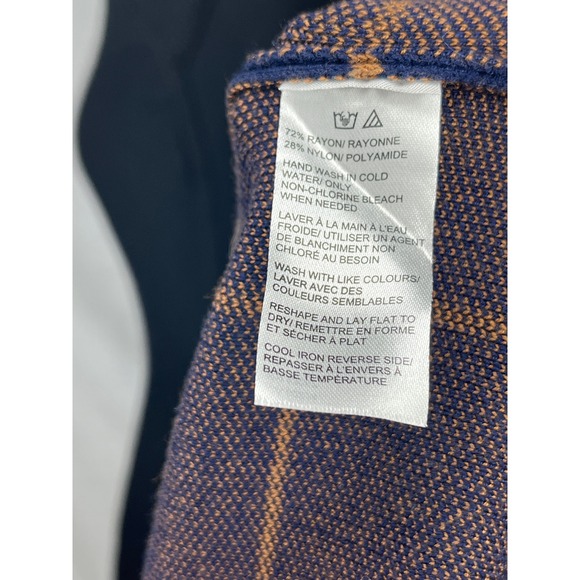 72% RAYON/ RAYONNE
28% NYLON/ POLYAMIDE
HAND WASH IN COLD
WATER/ ONLY
NON-CHLORINE BLEACH
WHEN NEEDED
LAVER À LA MAIN À L'EAU
FROIDE/ UTILISER UN AGENT
DE BLANCHIMENT NON
CHLORÉ AU BESOIN
WASH WITH LIKE COLOURS/
LAVER AVEC DES
COULEURS SEMBLABLES
RESHAPE AND LAY FLAT TO
DRY/ REMETTRE EN FORME
ET SÉCHER À PLAT
COOL IRON REVERSE SIDE/
REPASSER À L'ENVERS À
BASSE TEMPÉRATURE